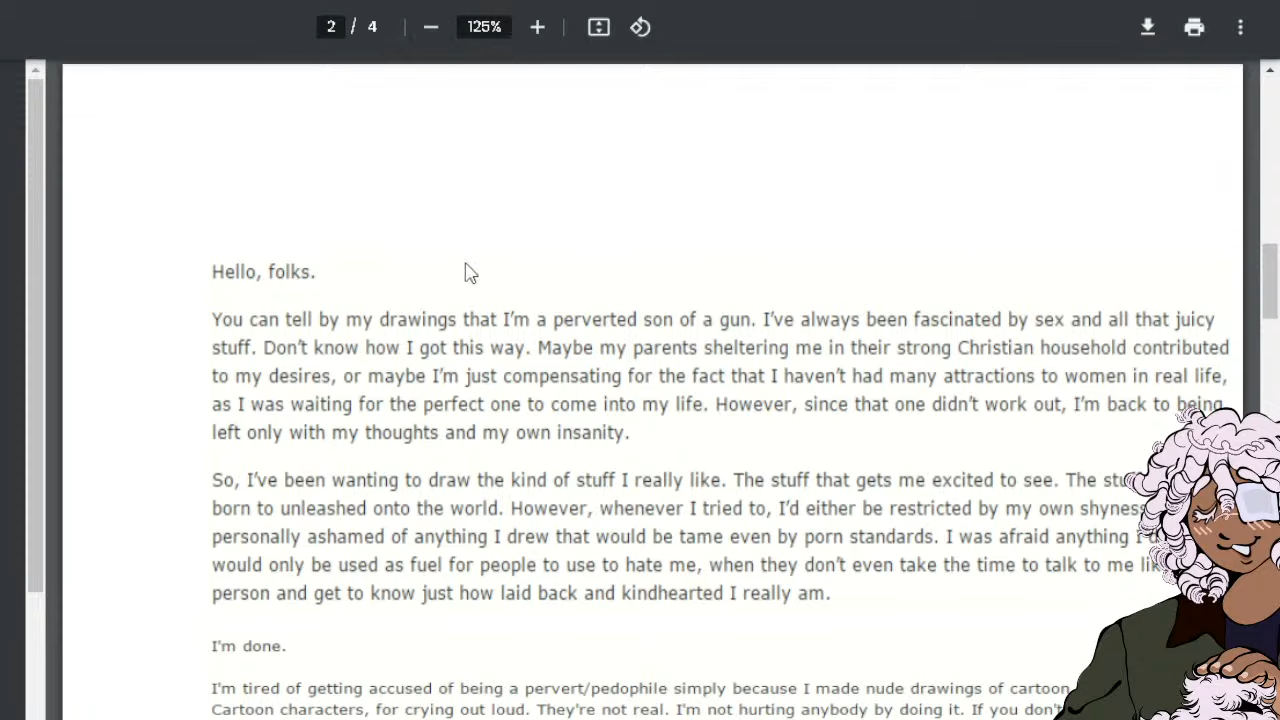 2 / 4 125%
Hello, folks.
You can tell by my drawings that I'm a perverted son of a gun. I've always been fascinated by sex and all that juicy
stuff. Don't know how I got this way. Maybe my parents sheltering me in their strong Christian household contributed
to my desires, or maybe I'm just compensating for the fact that I haven't had many attractions to women in real life,
as I was waiting for the perfect one to come into my life. However, since that one didn't work out, I'm back to being
left only with my thoughts and my own insanity.
So, I've been wanting to draw the kind of stuff I really like. The stuff that gets me excited to see. The
born to unleashed onto the world. However, whenever I tried to, I'd either be restricted by my own shyness
personally ashamed of anything I drew that would be tame even by porn standards. I was afraid anything I
would only be used as fuel for people to use to hate me, when they don't even take the time to talk to me
person and get to know just how laid back and kindhearted I really am.
I'm done.
I'm tired of getting accused of being a pervert/pedophile simply because I made nude drawings of cartoon
Cartoon characters, for crying out loud. They're not real. I'm not hurting anybody by doing it. If you don't